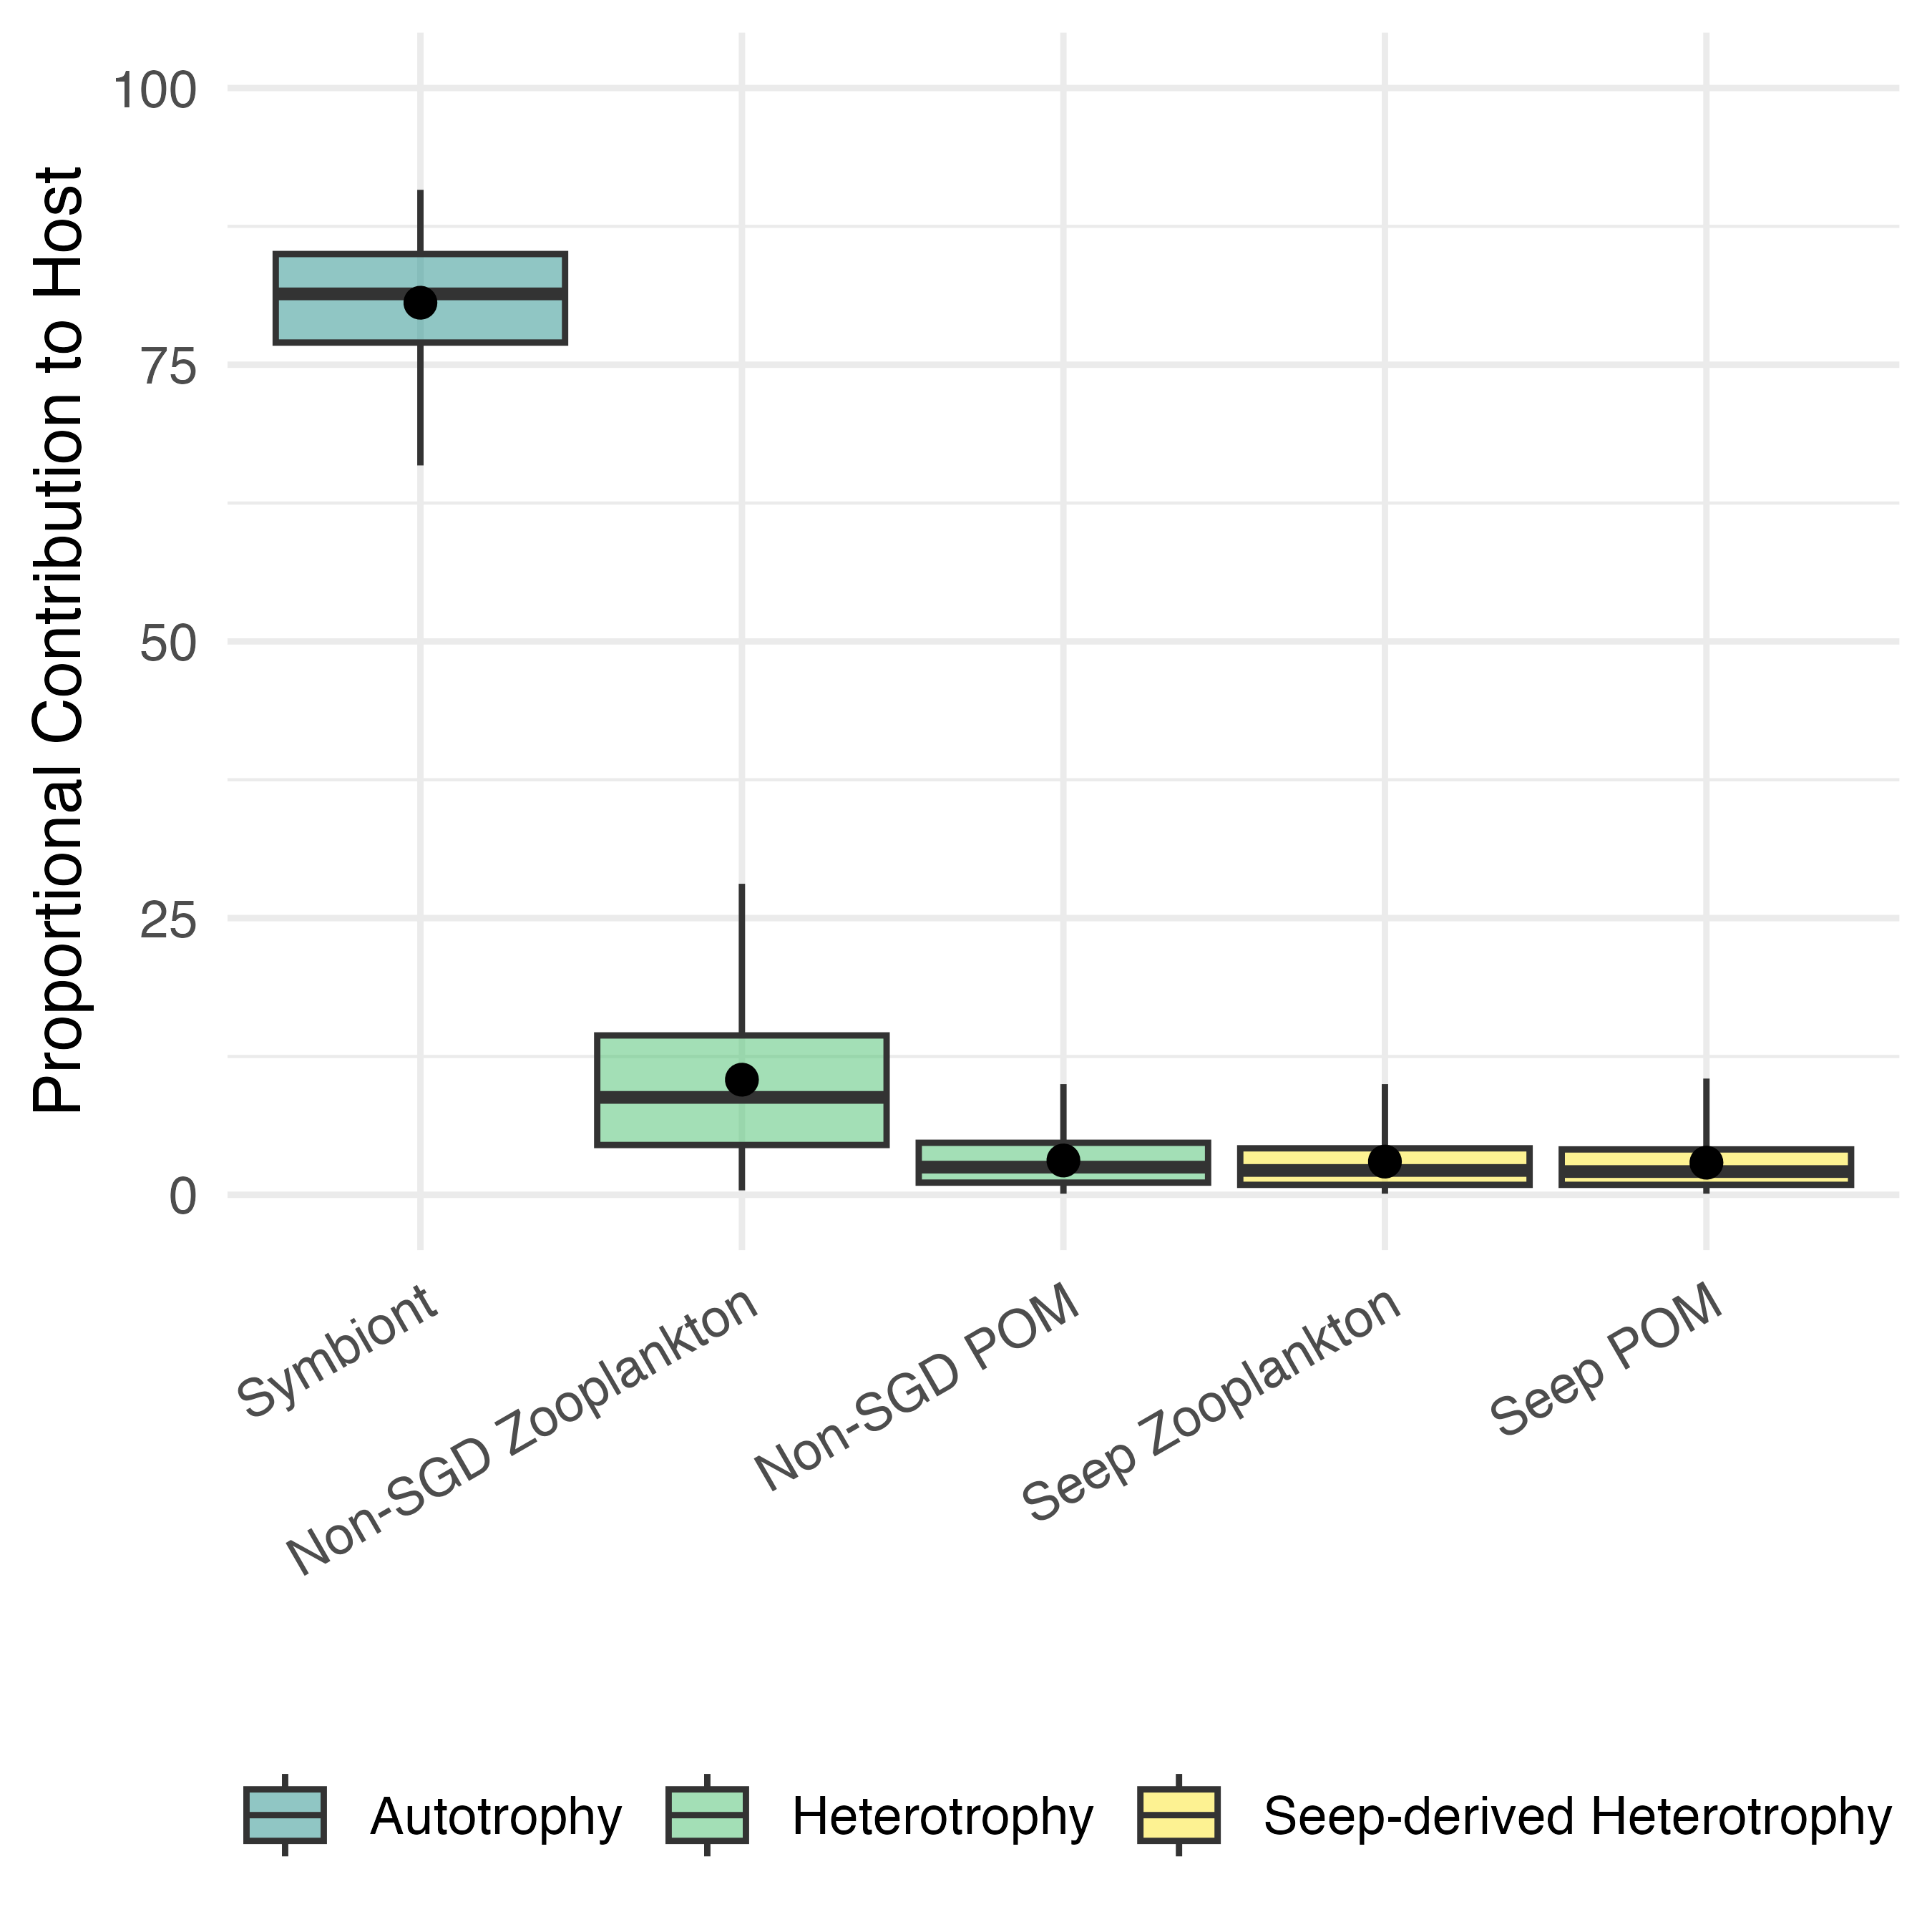 Proportional Contribution to Host
100
75
50
25
0
Symbiont
Non-SGD Zooplankton
Non-SGD POM
Seep Zooplankton
Seep POM
Autotrophy
Heterotrophy
Seep-derived Heterotrophy